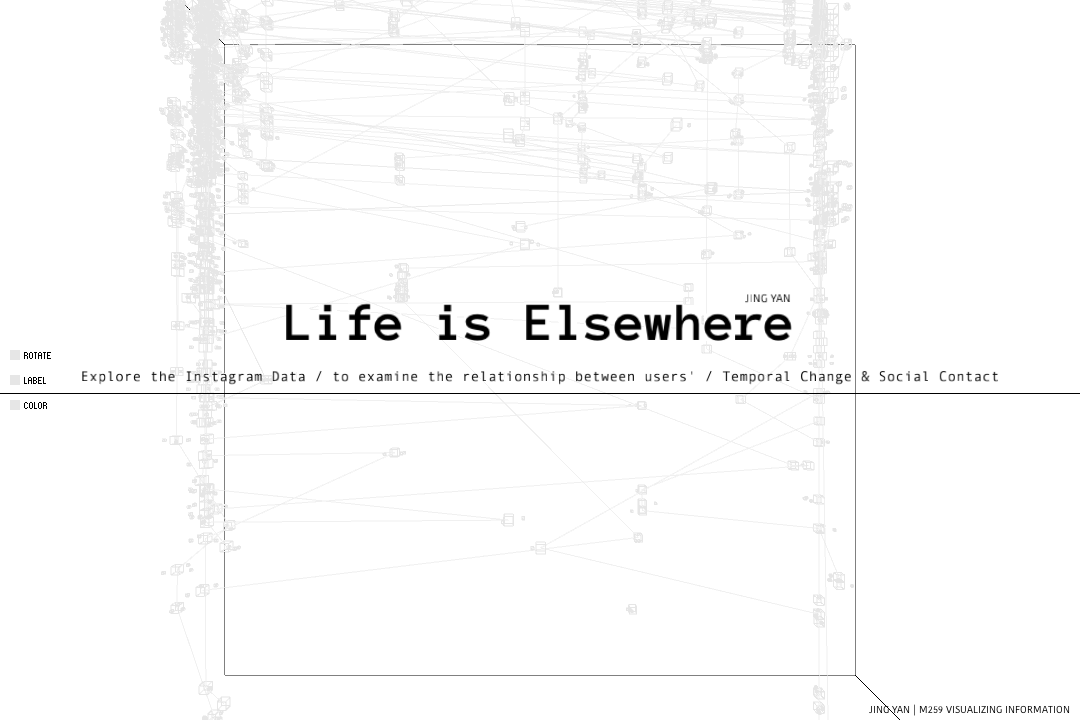 JING YAN
Life is Elsewhere
ROTATE
Explore the Instagram Data / to examine the relationship between users' / Temporal Change & Social Contact
LABEL
COLOR
JING YAN | M259 VISUALIZING INFORMATION